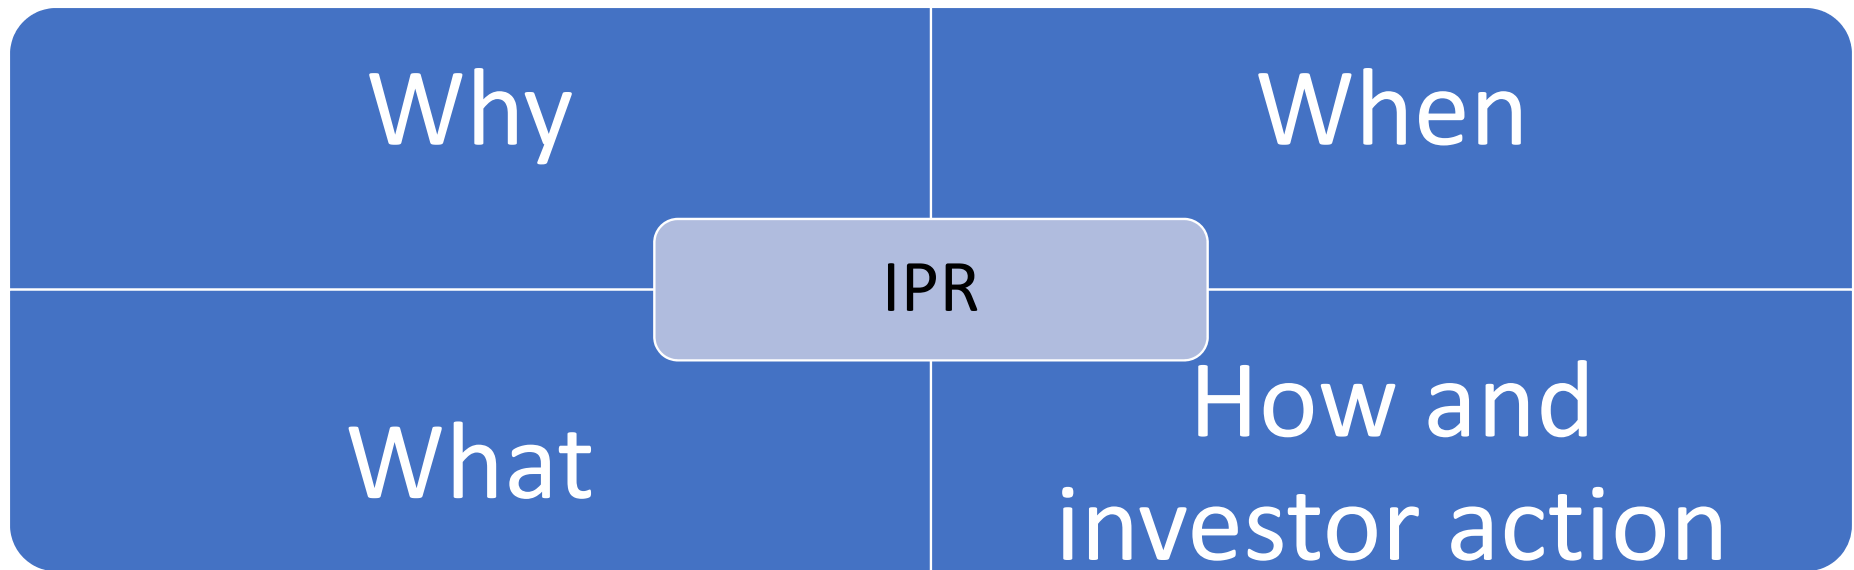 Why
When
IPR
What
How and
investor action